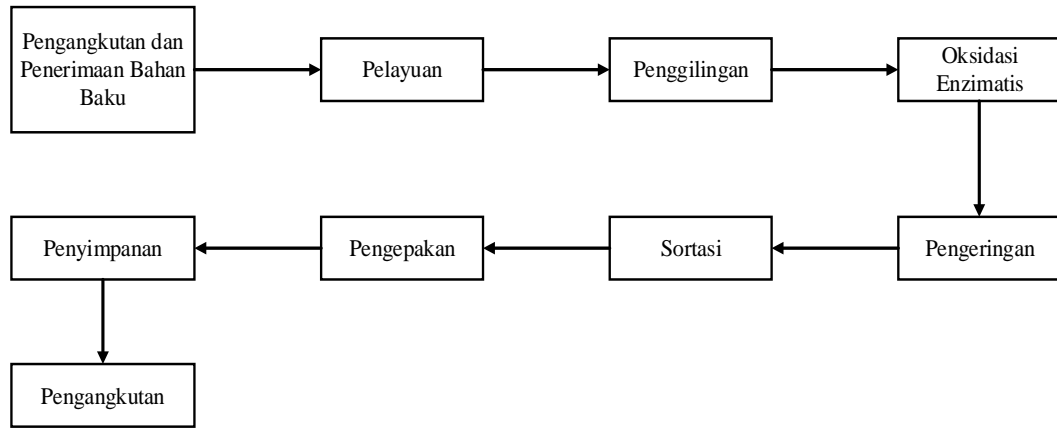 Pengangkutan dan
Penerimaan Bahan
Baku
Pelayuan
Penggilingan
Oksidasi
Enzimatis
Pengeringan
Sortasi
Pengepakan
Penyimpanan
Pengangkutan